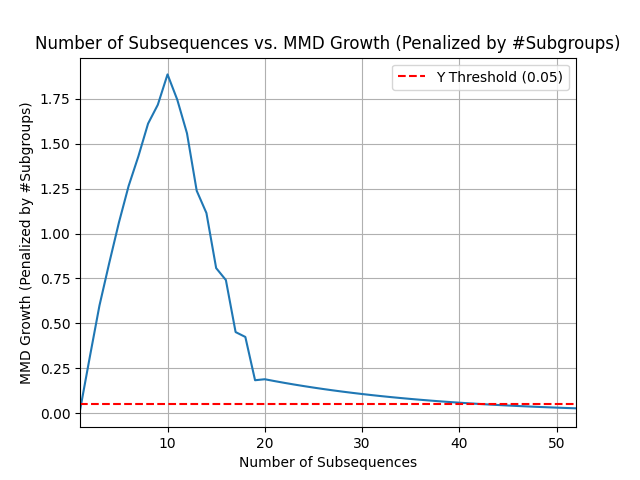 Number of Subsequences vs. MMD Growth (Penalized by #Subgroups)
Y Threshold (0.05)
MMD Growth (Penalized by #Subgroups)
1.75
1.50
1.25
1.00
0.75
0.50
0.25
0.00
10 20 30 40 50
Number of Subsequences